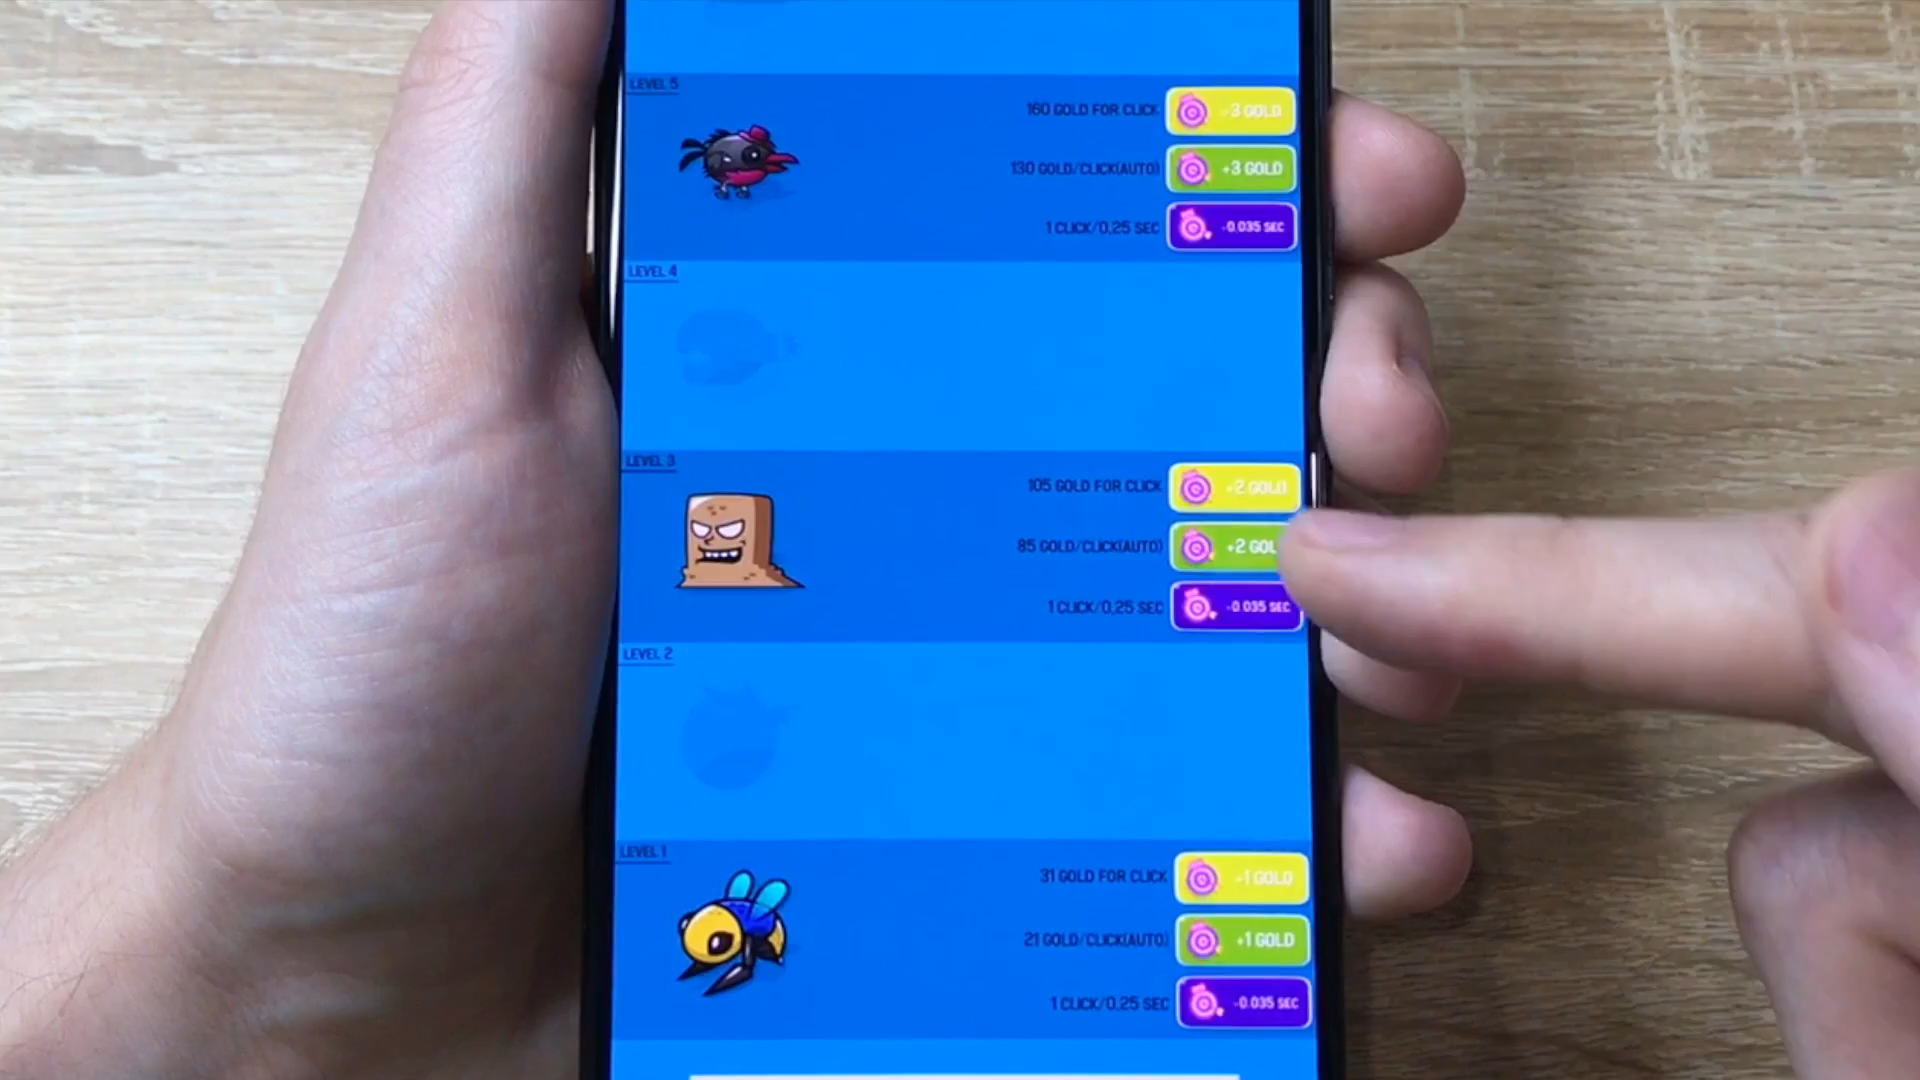 LEVEL 5
160 GOLD FOR CLICK
+3 GOLD
130 GOLD/CLICK(AUTO)
+3 GOLD
1 CLICK/0,25 SEC
-0.035 SEC
LEVEL 4
LEVEL 3
105 GOLD FOR CLICK
+2 GOLD
85 GOLD/CLICK(AUTO)
+2 GOL
1 CLICK/0,25 SEC
-0.035 SEC
LEVEL 2
LEVEL 1
31 GOLD FOR CLICK
+1 GOLD
21 GOLD/CLICK(AUTO)
+1 GOLD
1 CLICK/0,25 SEC
-0.035 SEC